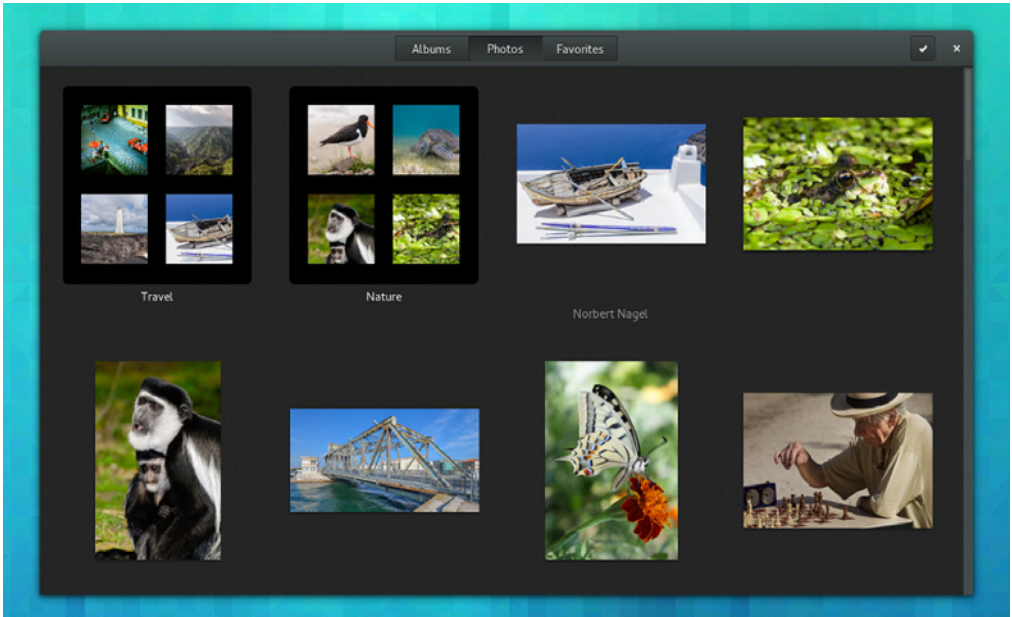 Albums
Photos
Favorites
Travel
Nature
Norbert Nagel